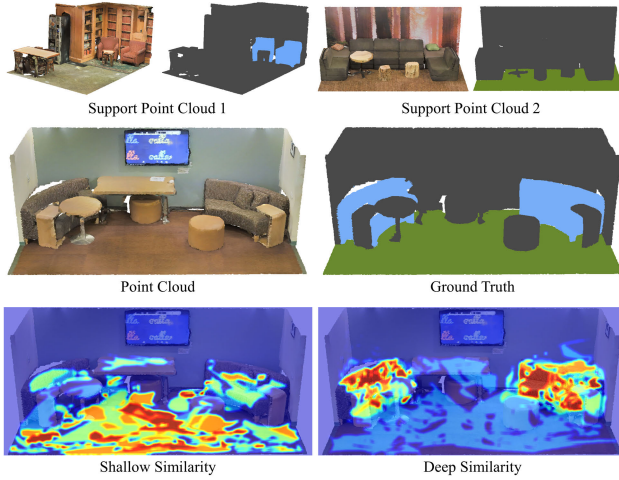 Support Point Cloud 1
Support Point Cloud 2
Point Cloud
Ground Truth
Shallow Similarity
Deep Similarity